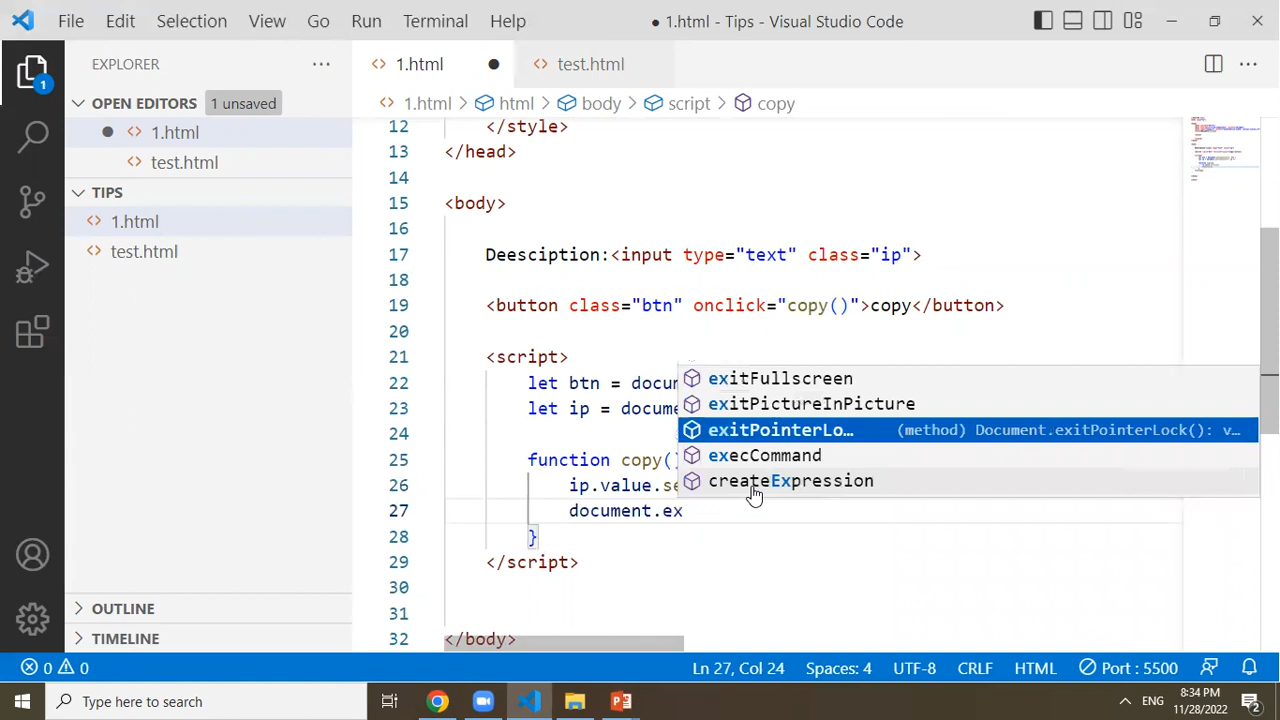 File Edit Selection View Go Run Terminal Help ● 1.html - Tips - Visual Studio Code
EXPLORER ···
1.html ●
test.html
1
OPEN EDITORS 1 unsaved
● 1.html
test.html
TIPS
1.html
test.html
OUTLINE
TIMELINE
1.html > html > body > script > copy
12 </style>
13 </head>
14
15 <body>
16
17 Deesciption:<input type="text" class="ip">
18
19 <button class="btn" onclick="copy()">copy</button>
20
21 <script>
22 let btn = docu
23 let ip = docume
24
25 function copy()
26 ip.value.se
27 document.ex
28 }
29 </script>
30
31
32 </body>
exitFullscreen
exitPictureInPicture
exitPointerLo… (method) Document.exitPointerLock(): v…
execCommand
createExpression
0 0 Ln 27, Col 24 Spaces: 4 UTF-8 CRLF HTML Port : 5500
Type here to search
ENG
8:34 PM
11/28/2022
2